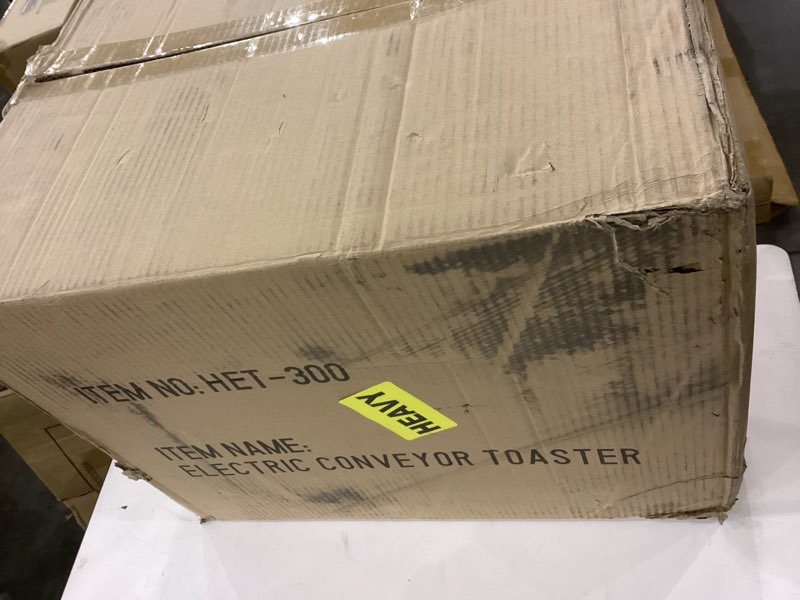 ITEM NO: HET-300
HEAVY
ITEM NAME:
ELECTRIC CONVEYOR TOASTER